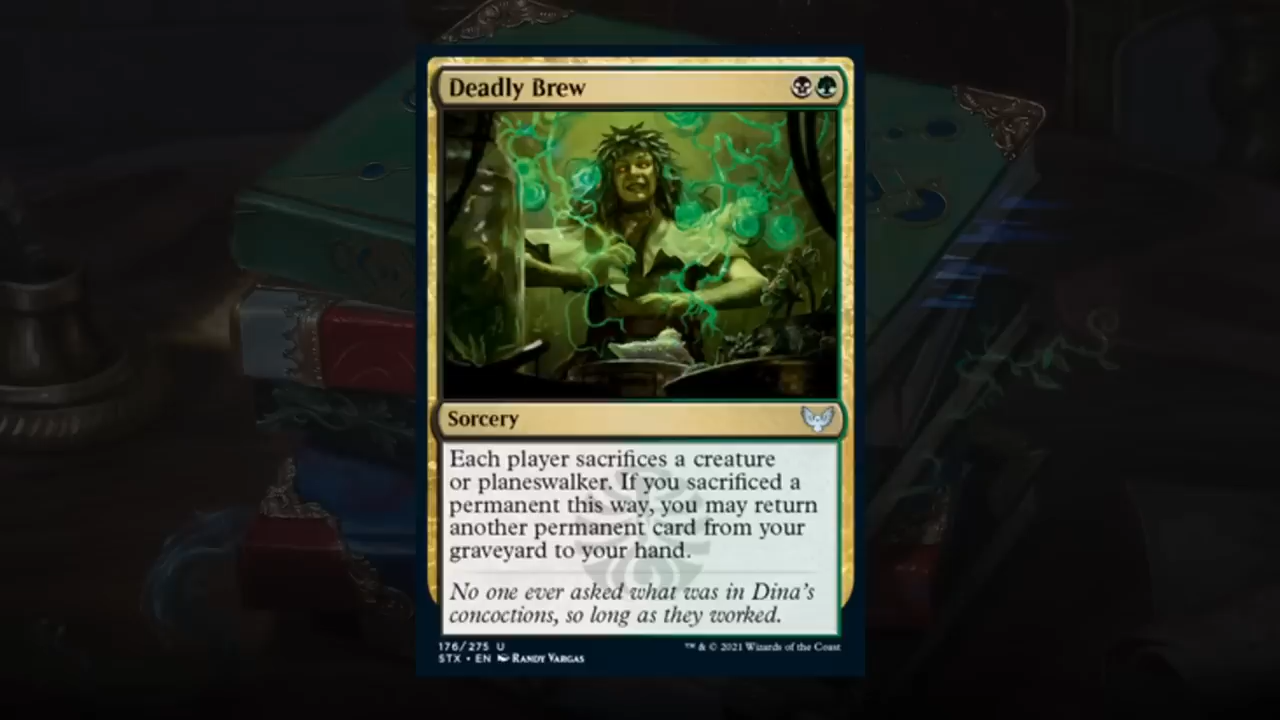 Deadly Brew
Sorcery
Each player sacrifices a creature
or planeswalker. If you sacrificed a
permanent this way, you may return
another permanent card from your
graveyard to your hand.
No one ever asked what was in Dina's
concoctions, so long as they worked.
176/275 U
STX • EN Randy Vargas
™ & © 2021 Wizards of the Coast